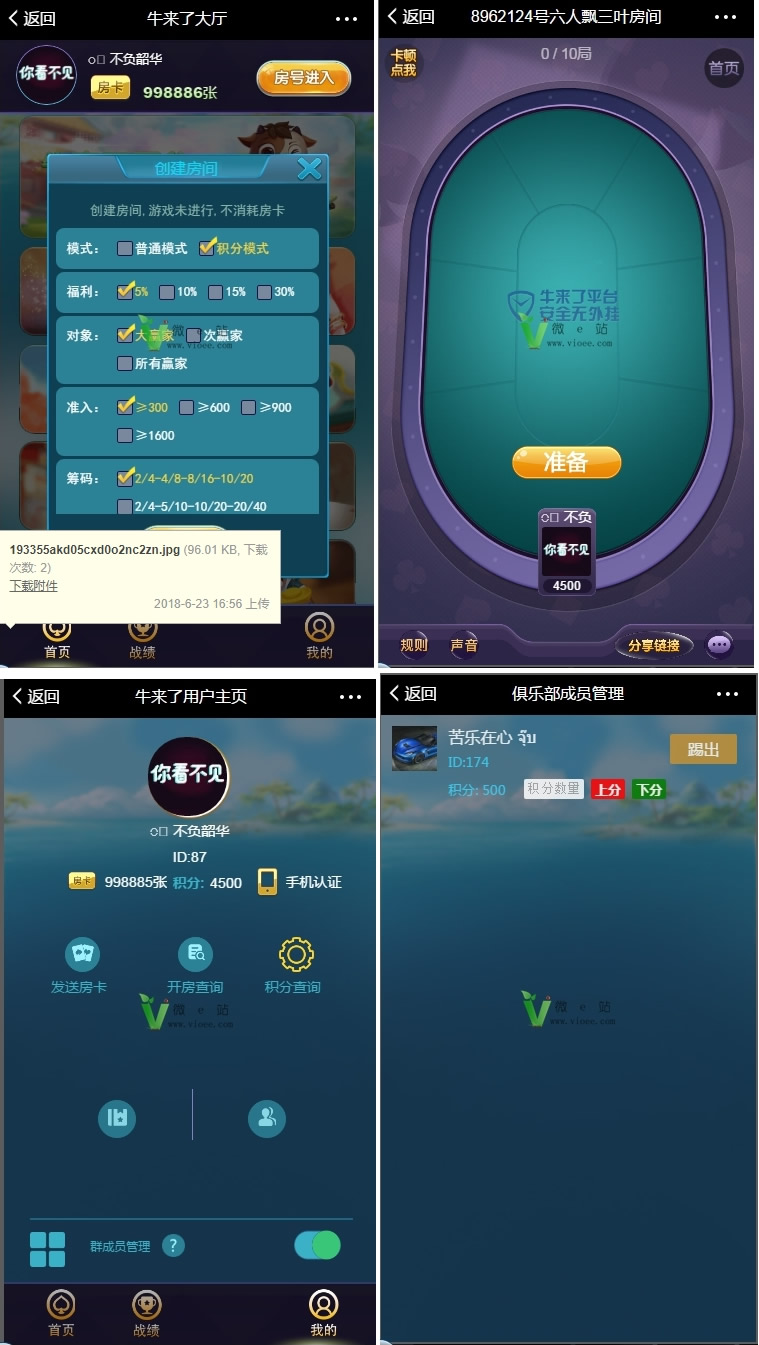 返回
牛来了大厅
你看不见
不负韶华
房卡
998886张
房号进入
创建房间
创建房间, 游戏未进行, 不消耗房卡
模式: 普通模式 积分模式
福利: 5% 10% 15% 30%
对象: 大赢家 次赢家
所有赢家
微e站
www.vioee.com
准入: ≥300 ≥600 ≥900
≥1600
筹码: 2/4-4/8-8/16-10/20
2/4-5/10-10/20-20/40
193355akd05cxd0o2nc2zn.jpg (96.01 KB, 下载
次数: 2)
下载附件
2018-6-23 16:56 上传
首页 战绩 我的
返回
8962124号六人飘三叶房间
卡顿
点我
0 / 10局
首页
牛来了平台
安全无外挂
微e站
www.vioee.com
准备
不负
你看不见
4500
规则 声音 分享链接
返回
牛来了用户主页
你看不见
不负韶华
ID:87
房卡 998885张 积分: 4500 手机认证
发送房卡 开房查询 积分查询
微e站
www.vioee.com
群成员管理 ?
首页 战绩 我的
返回
俱乐部成员管理
苦乐在心 จุ๊บ
ID:174
踢出
积分: 500 积分数量 上分 下分
微e站
www.vioee.com